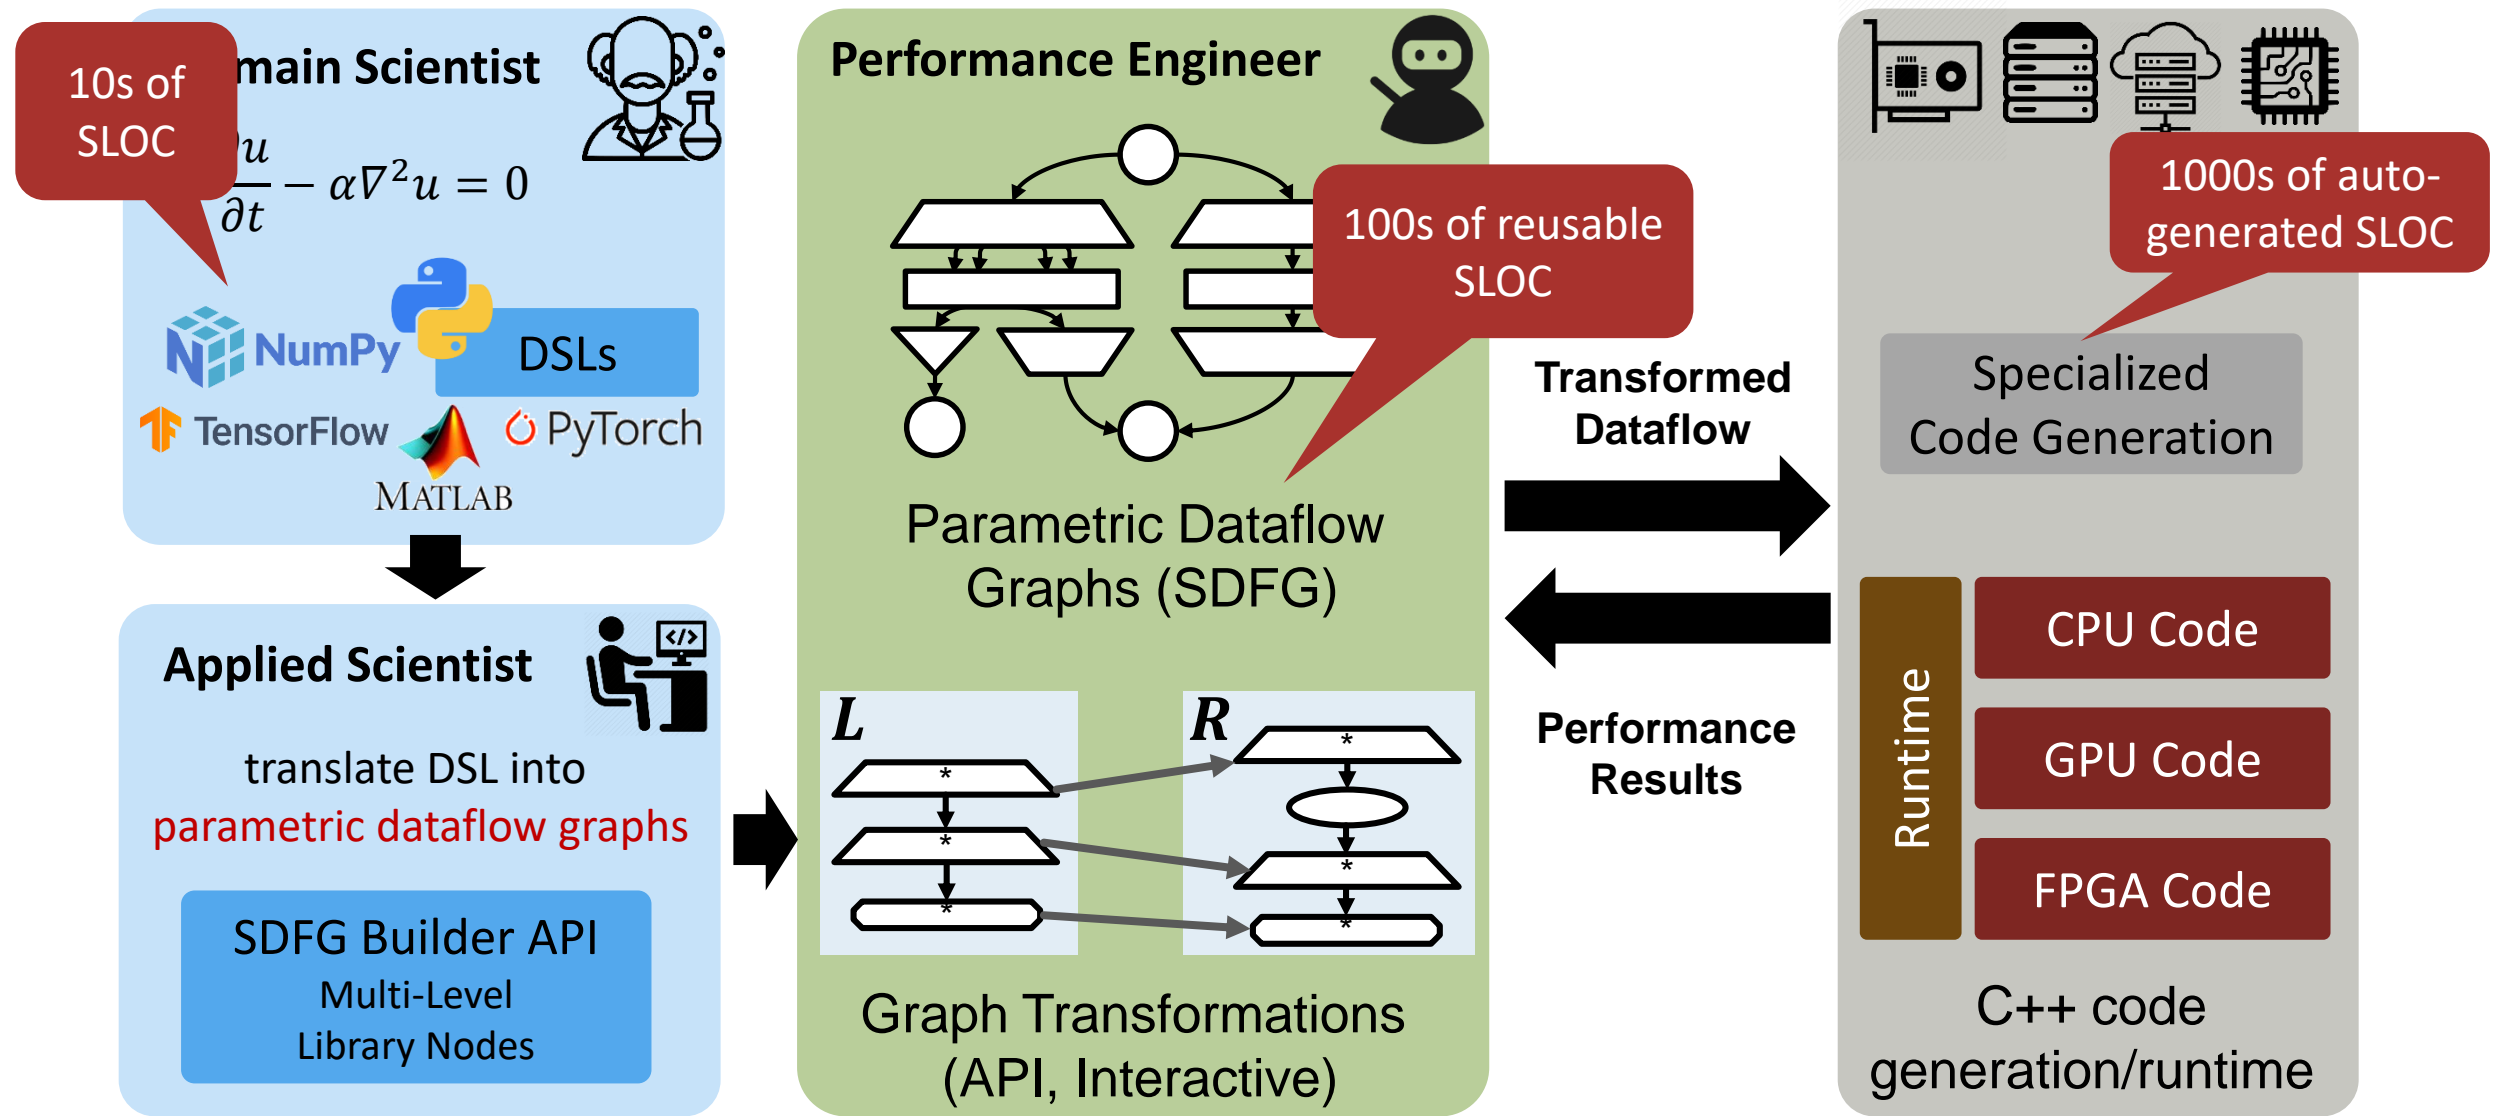 10s of
SLOC
main Scientist
∂u
∂t
− α∇²u = 0
NumPy
DSLs
TensorFlow
PyTorch
MATLAB
Applied Scientist
</>
translate DSL into
parametric dataflow graphs
SDFG Builder API
Multi-Level
Library Nodes
Performance Engineer
100s of reusable
SLOC
Parametric Dataflow
Graphs (SDFG)
L
*
*
*
R
*
*
*
Graph Transformations
(API, Interactive)
Transformed
Dataflow
Performance
Results
1000s of auto-
generated SLOC
Specialized
Code Generation
Runtime
CPU Code
GPU Code
FPGA Code
C++ code
generation/runtime